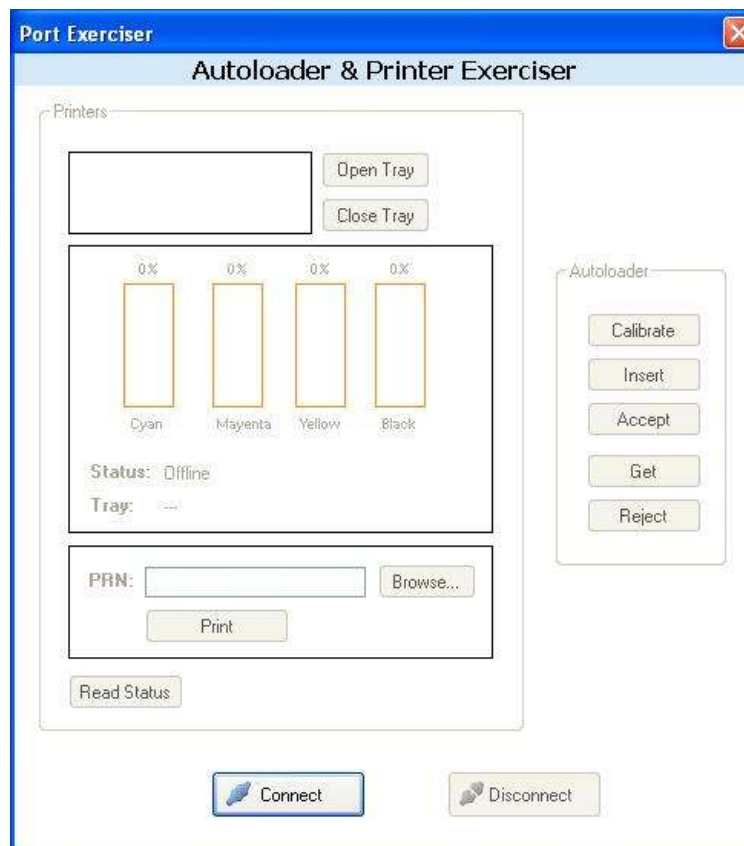 Port Exerciser
Autoloader & Printer Exerciser
Printers
Open Tray
Close Tray
0% 0% 0% 0%
Cyan Mayenta Yellow Black
Status: Offline
Tray: ---
PRN: Browse...
Print
Read Status
Autoloader
Calibrate
Insert
Accept
Get
Reject
Connect Disconnect